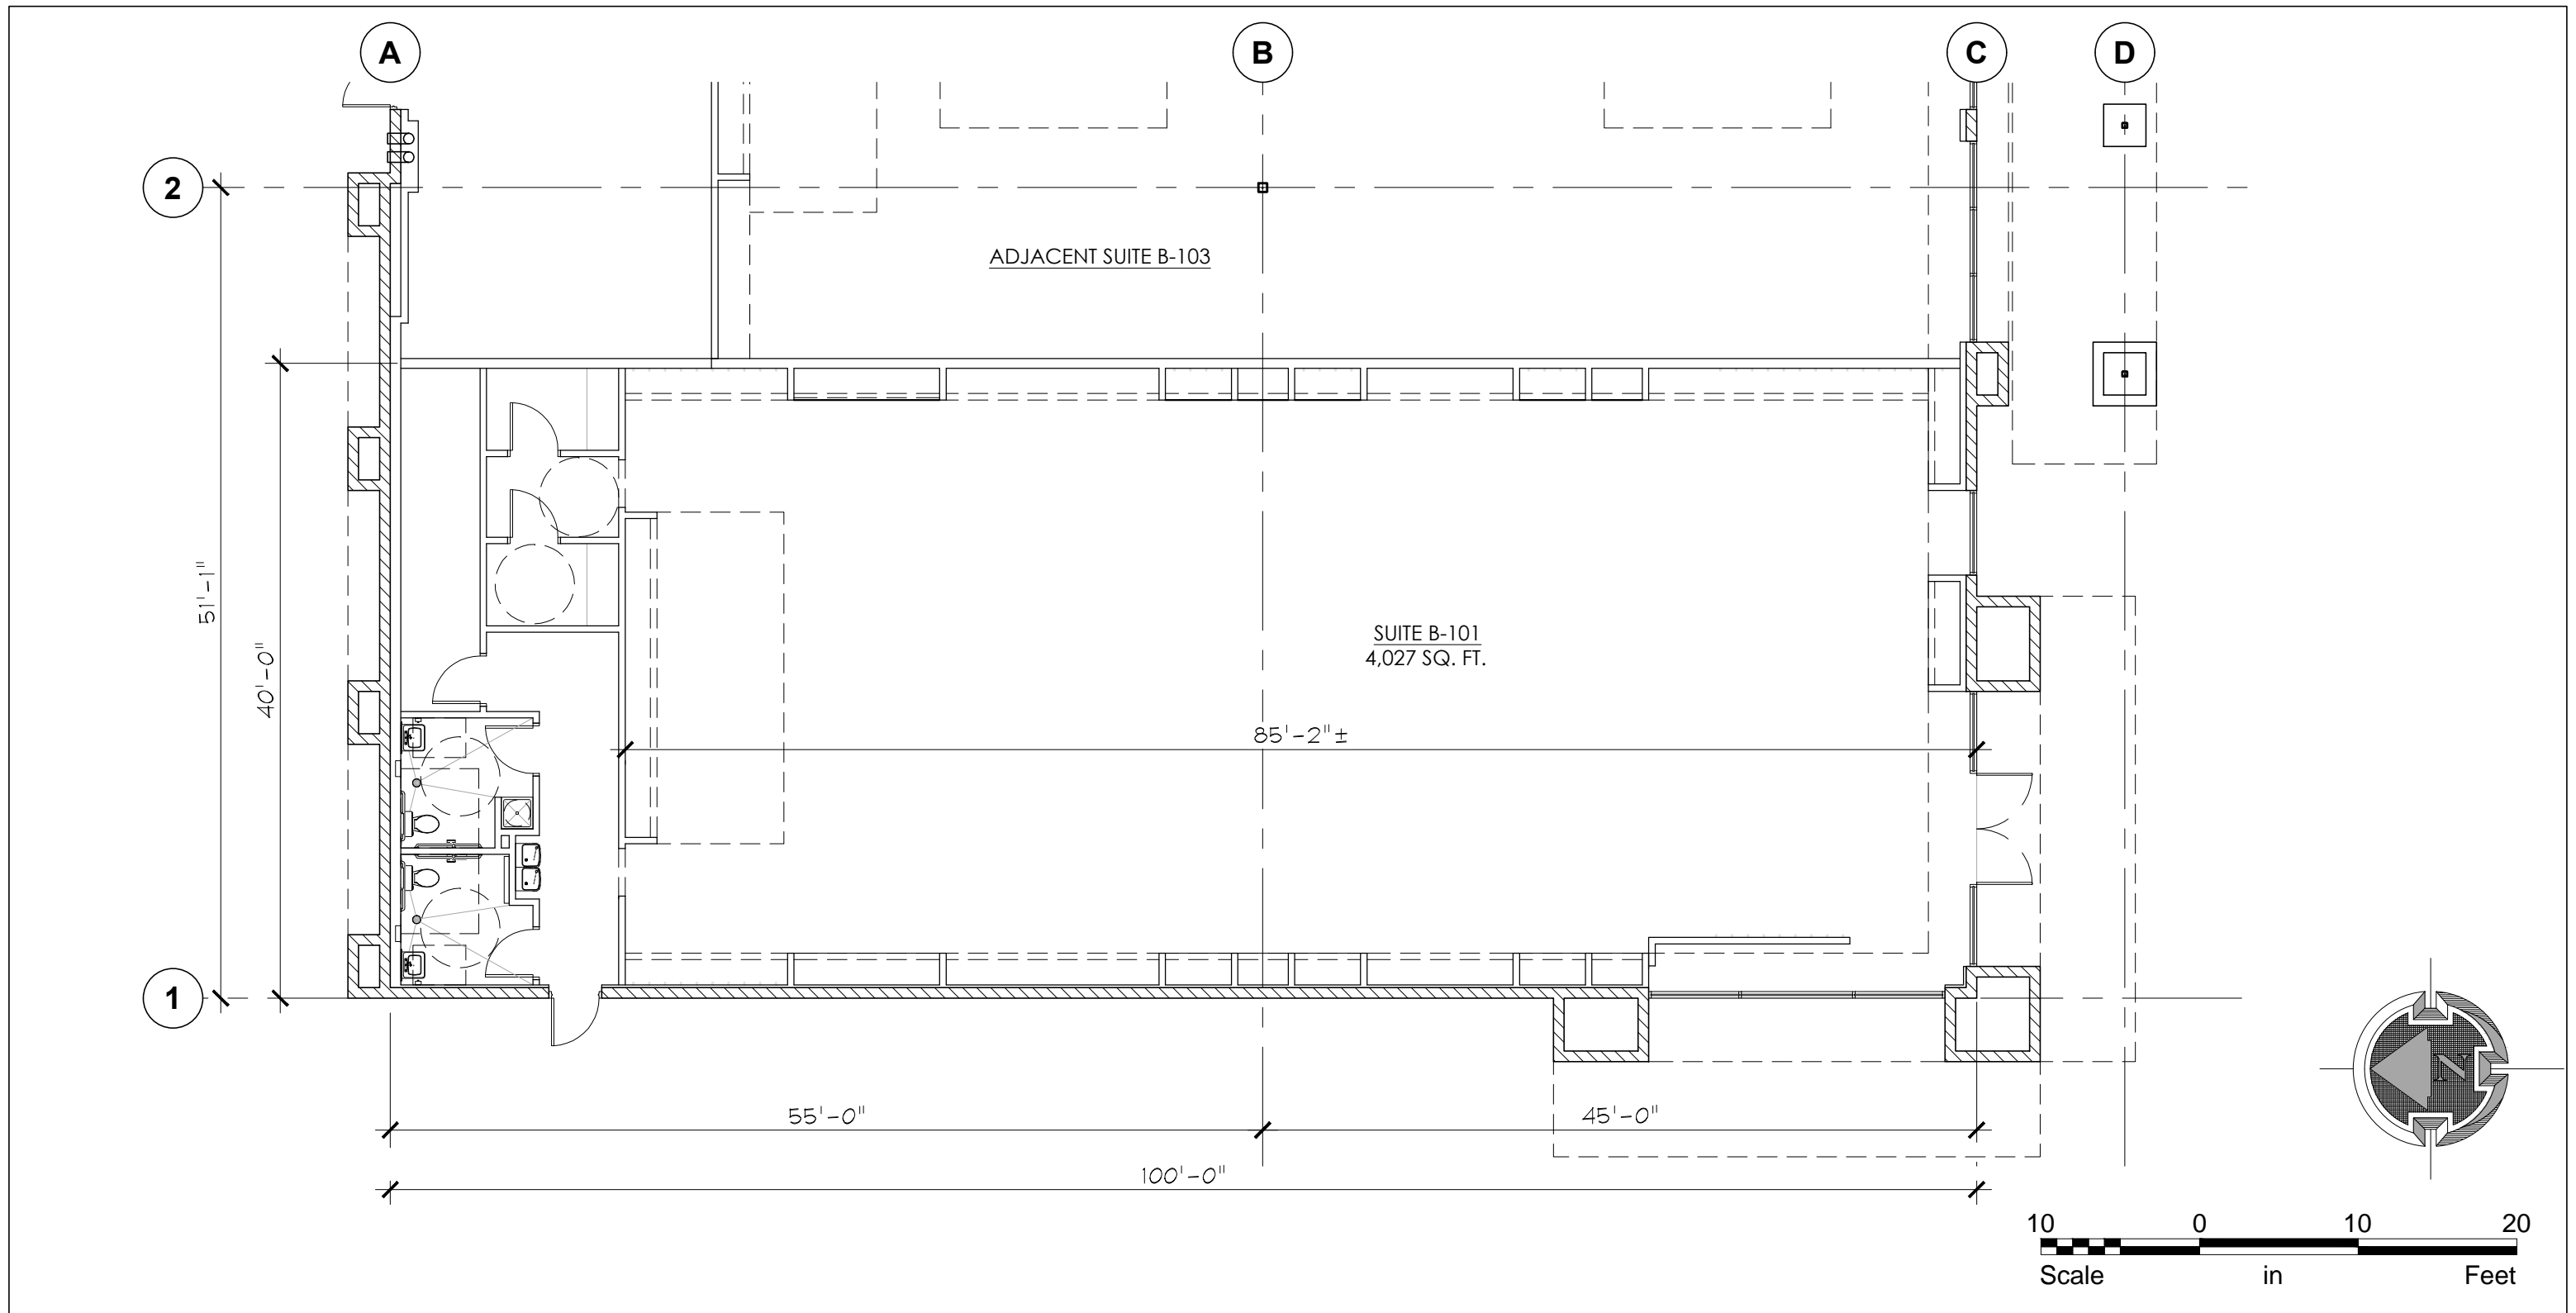 A
B
C
D
2
ADJACENT SUITE B-103
51'-1"
40'-0"
SUITE B-101
4,027 SQ. FT.
85'-2"±
1
N
55'-0"
45'-0"
100'-0"
10 0 10 20
Scale in Feet